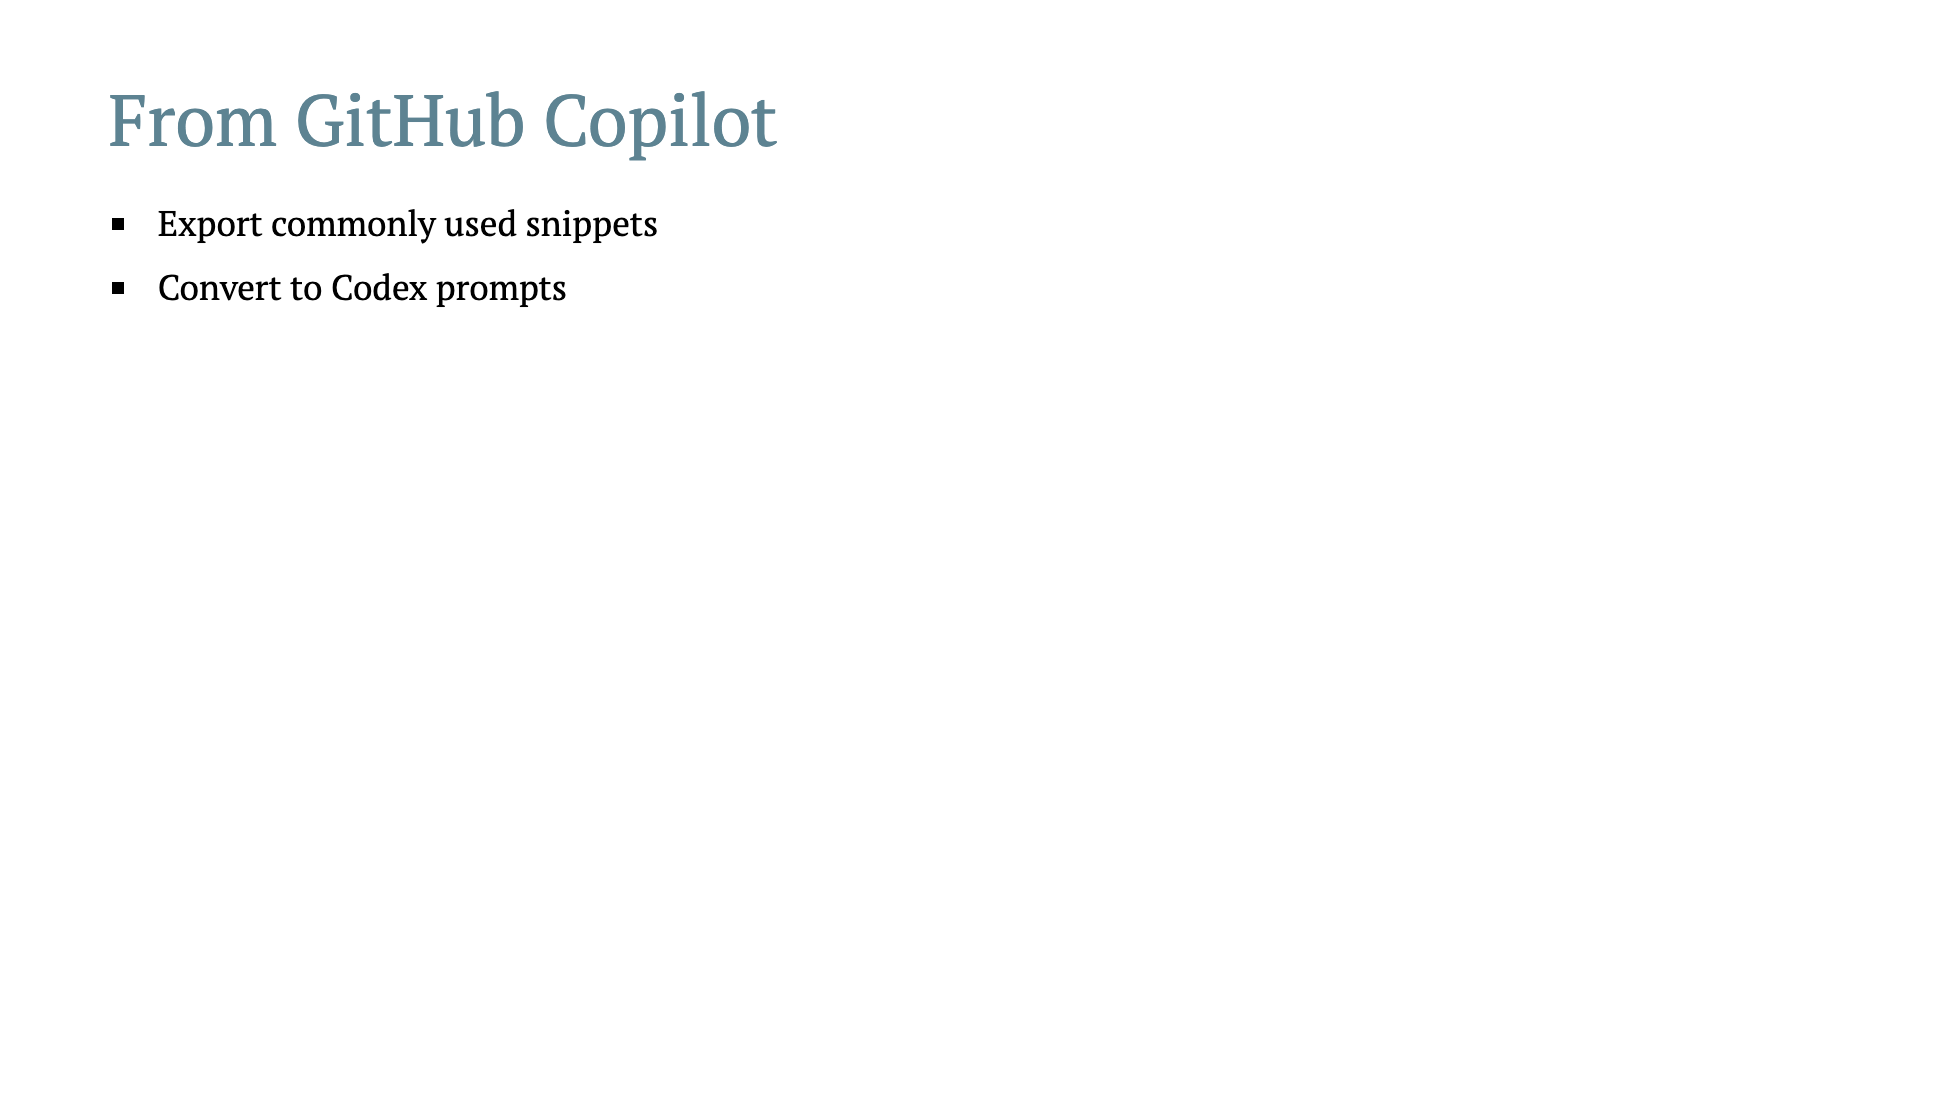 From GitHub Copilot
Export commonly used snippets
Convert to Codex prompts